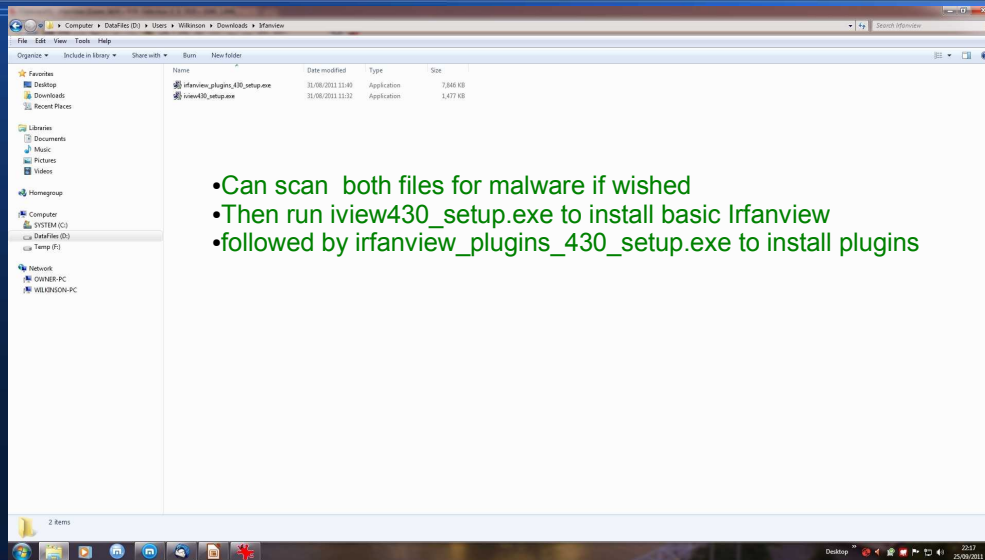 Computer ▸ DataFiles (D:) ▸ Users ▸ Wilkinson ▸ Downloads ▸ Irfanview
Search Irfanview
File Edit View Tools Help
Organize Include in library Share with Burn New folder
Name Date modified Type Size
irfanview_plugins_430_setup.exe 31/08/2011 11:40 Application 7,846 KB
iview430_setup.exe 31/08/2011 11:32 Application 1,477 KB
Favorites
Desktop
Downloads
Recent Places
Libraries
Documents
Music
Pictures
Videos
Homegroup
Computer
SYSTEM (C:)
DataFiles (D:)
Temp (F:)
Network
OWNER-PC
WILKINSON-PC
•Can scan both files for malware if wished
•Then run iview430_setup.exe to install basic Irfanview
•followed by irfanview_plugins_430_setup.exe to install plugins
2 items
Desktop
22:17
25/09/2011